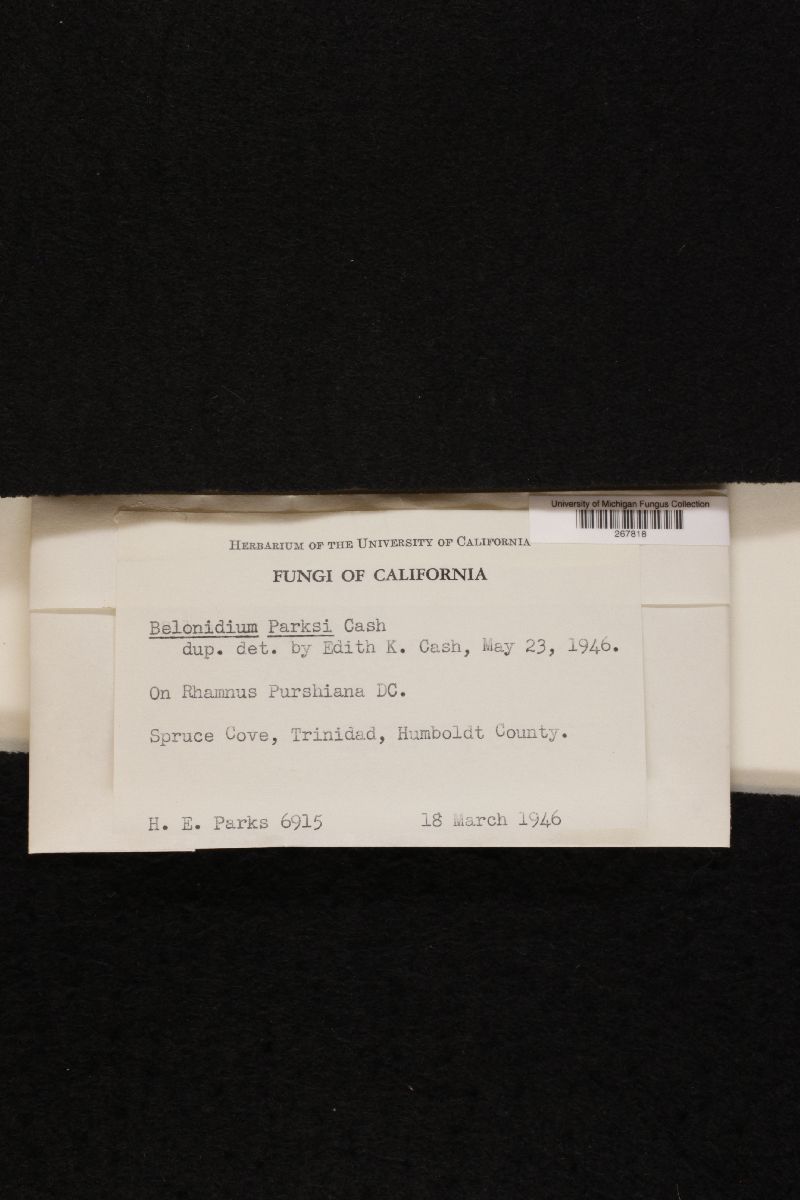 University of Michigan Fungus Collection
267818
HERBARIUM OF THE UNIVERSITY OF CALIFORNIA
FUNGI OF CALIFORNIA
Belonidium Parksi Cash
dup. det. by Edith K. Cash, May 23, 1946.
On Rhamnus Purshiana DC.
Spruce Cove, Trinidad, Humboldt County.
H. E. Parks 6915 18 March 1946